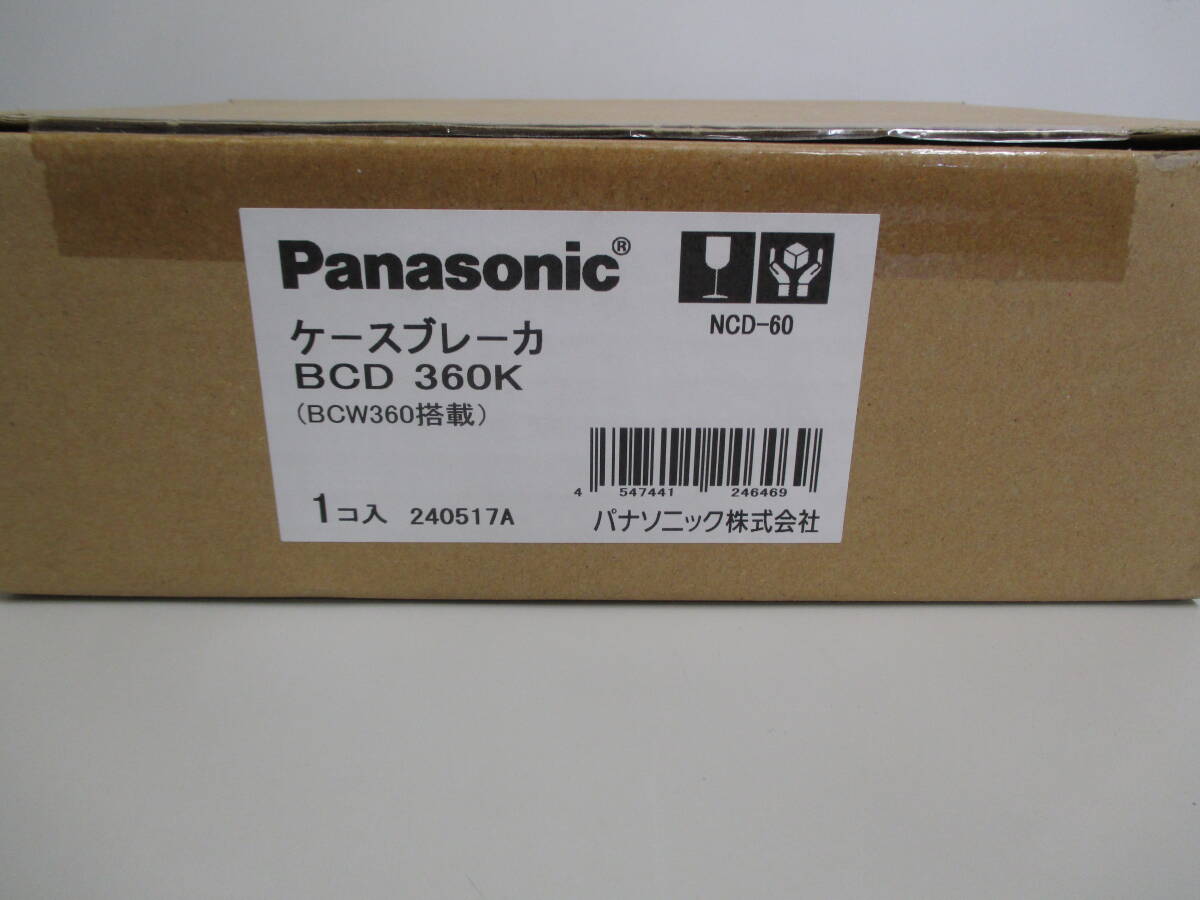 Panasonic®
NCD-60
ケースブレーカ
BCD 360K
(BCW360搭載)
4 547441 246469
1コ入 240517A
パナソニック株式会社